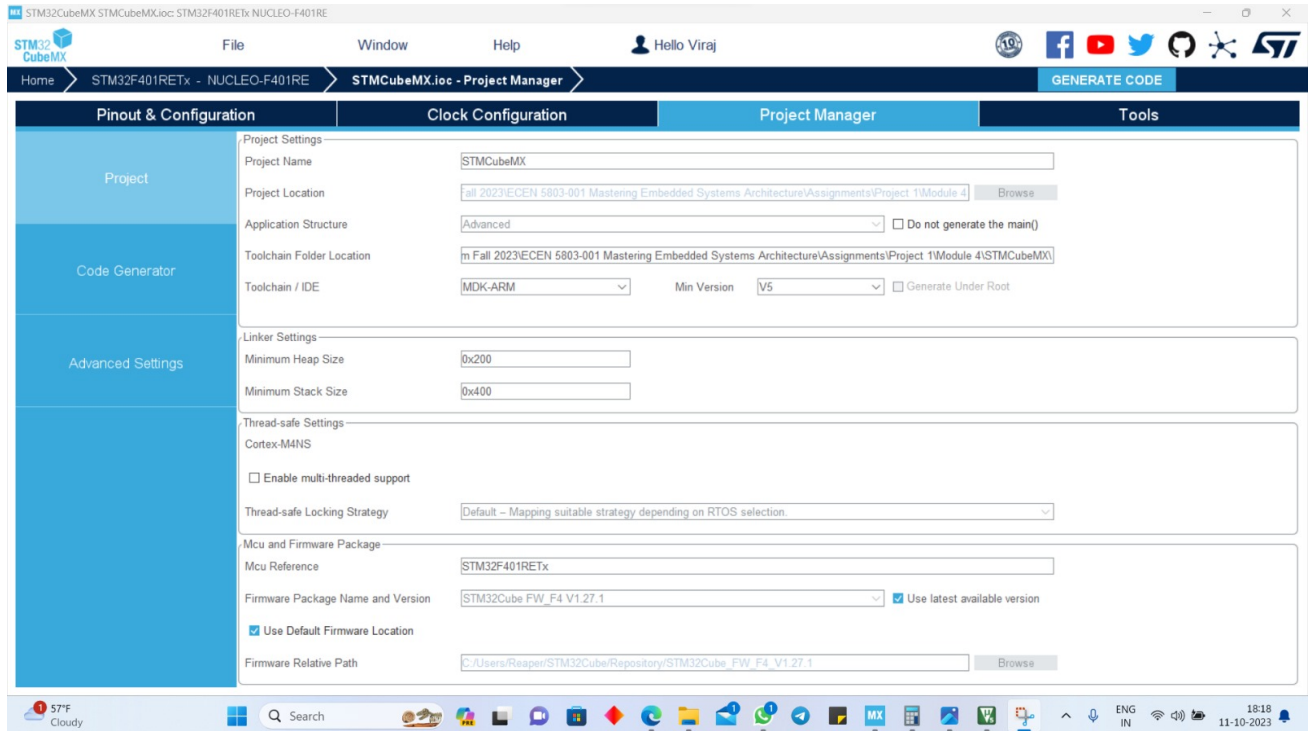 MX STM32CubeMX STMCubeMX.ioc: STM32F401RETx NUCLEO-F401RE
STM32 CubeMX
File Window Help Hello Viraj
10
Home STM32F401RETx - NUCLEO-F401RE STMCubeMX.ioc - Project Manager GENERATE CODE
Pinout & Configuration Clock Configuration Project Manager Tools
Project
Code Generator
Advanced Settings
Project Settings
Project Name STMCubeMX
Project Location Fall 2023\ECEN 5803-001 Mastering Embedded Systems Architecture\Assignments\Project 1\Module 4 Browse
Application Structure Advanced Do not generate the main()
Toolchain Folder Location m Fall 2023\ECEN 5803-001 Mastering Embedded Systems Architecture\Assignments\Project 1\Module 4\STMCubeMX\
Toolchain / IDE MDK-ARM Min Version V5 Generate Under Root
Linker Settings
Minimum Heap Size 0x200
Minimum Stack Size 0x400
Thread-safe Settings
Cortex-M4NS
Enable multi-threaded support
Thread-safe Locking Strategy Default – Mapping suitable strategy depending on RTOS selection.
Mcu and Firmware Package
Mcu Reference STM32F401RETx
Firmware Package Name and Version STM32Cube FW_F4 V1.27.1 Use latest available version
Use Default Firmware Location
Firmware Relative Path C:/Users/Reaper/STM32Cube/Repository/STM32Cube_FW_F4_V1.27.1 Browse
1 57°F
Cloudy
Search
PRE
MX
ENG
IN
18:18
11-10-2023